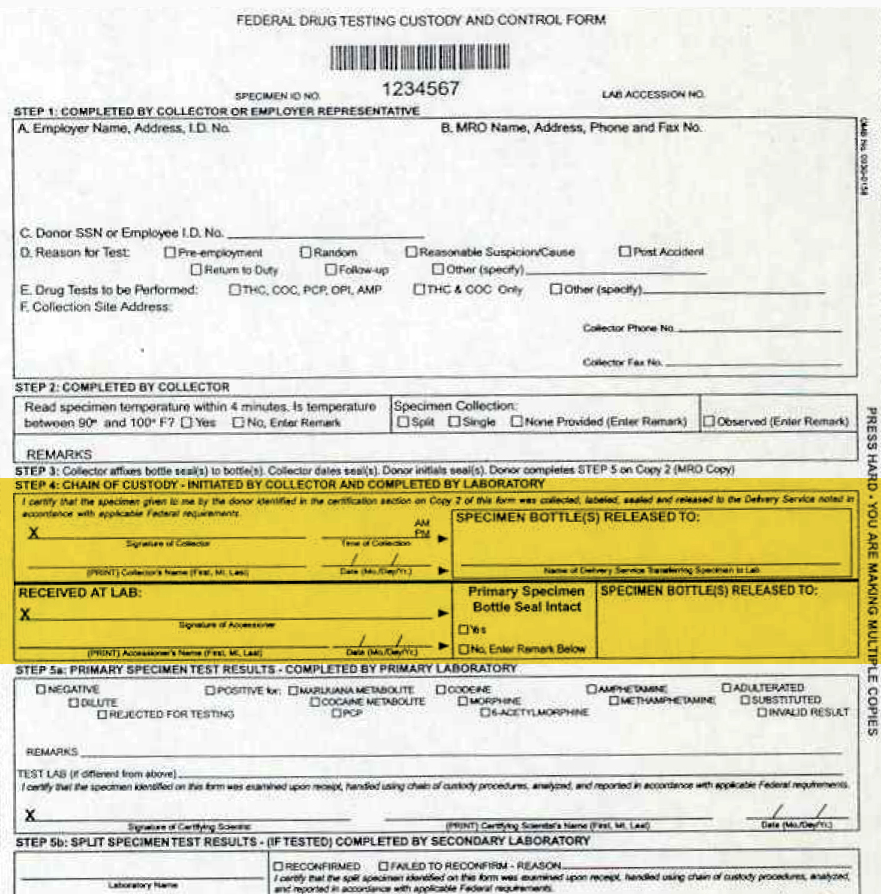 FEDERAL DRUG TESTING CUSTODY AND CONTROL FORM
SPECIMEN ID NO. 1234567 LAB ACCESSION NO.
STEP 1: COMPLETED BY COLLECTOR OR EMPLOYER REPRESENTATIVE
A. Employer Name, Address, I.D. No. B. MRO Name, Address, Phone and Fax No.
OMB No. 0930-0158
C. Donor SSN or Employee I.D. No.
D. Reason for Test: Pre-employment Random Reasonable Suspicion/Cause Post Accident
Return to Duty Follow-up Other (specify)
E. Drug Tests to be Performed: THC, COC, PCP, OPI, AMP THC & COC Only Other (specify)
F. Collection Site Address:
Collector Phone No.
Collector Fax No.
STEP 2: COMPLETED BY COLLECTOR
Read specimen temperature within 4 minutes. Is temperature Specimen Collection:
between 90° and 100° F? Yes No, Enter Remark Split Single None Provided (Enter Remark) Observed (Enter Remark)
REMARKS
STEP 3: Collector affixes bottle seal(s) to bottle(s). Collector dates seal(s). Donor initials seal(s). Donor completes STEP 5 on Copy 2 (MRO Copy)
STEP 4: CHAIN OF CUSTODY - INITIATED BY COLLECTOR AND COMPLETED BY LABORATORY
I certify that the specimen given to me by the donor identified in the certification section on Copy 2 of this form was collected, labeled, sealed and released to the Delivery Service noted in
accordance with applicable Federal requirements.
SPECIMEN BOTTLE(S) RELEASED TO:
X AM
PM
Signature of Collector Time of Collection
/ /
(PRINT) Collector's Name (First, MI, Last) Date (Mo./Day/Yr.) Name of Delivery Service Transferring Specimen to Lab
RECEIVED AT LAB: Primary Specimen SPECIMEN BOTTLE(S) RELEASED TO:
Bottle Seal Intact
X
Signature of Accessioner Yes
/ /
(PRINT) Accessioner's Name (First, MI, Last) Date (Mo./Day/Yr.) No, Enter Remark Below
PRESS HARD - YOU ARE MAKING MULTIPLE COPIES
STEP 5a: PRIMARY SPECIMEN TEST RESULTS - COMPLETED BY PRIMARY LABORATORY
NEGATIVE POSITIVE for: MARIJUANA METABOLITE CODEINE AMPHETAMINE ADULTERATED
DILUTE COCAINE METABOLITE MORPHINE METHAMPHETAMINE SUBSTITUTED
REJECTED FOR TESTING PCP 6-ACETYLMORPHINE INVALID RESULT
REMARKS
TEST LAB (if different from above)
I certify that the specimen identified on this form was examined upon receipt, handled using chain of custody procedures, analyzed, and reported in accordance with applicable Federal requirements.
X / /
Signature of Certifying Scientist (PRINT) Certifying Scientist's Name (First, MI, Last) Date (Mo./Day/Yr.)
STEP 5b: SPLIT SPECIMEN TEST RESULTS - (IF TESTED) COMPLETED BY SECONDARY LABORATORY
RECONFIRMED FAILED TO RECONFIRM - REASON
I certify that the split specimen identified on this form was examined upon receipt, handled using chain of custody procedures, analyzed,
Laboratory Name and reported in accordance with applicable Federal requirements.